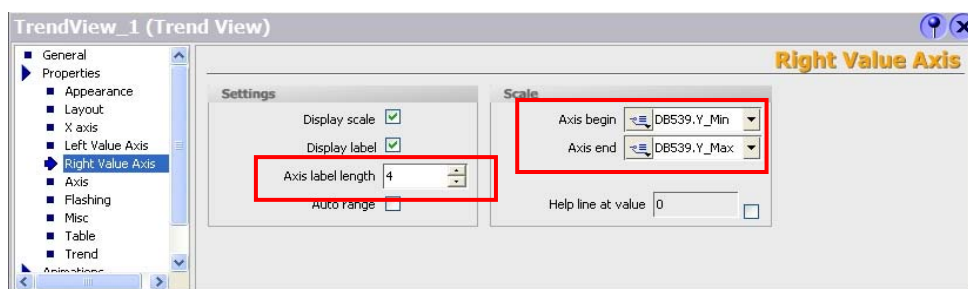 TrendView_1 (Trend View)
General
Properties
Appearance
Layout
X axis
Left Value Axis
Right Value Axis
Axis
Flashing
Misc
Table
Trend
Animations
Right Value Axis
Settings
Display scale
Display label
Axis label length 4
Auto range
Scale
Axis begin DB539.Y_Min
Axis end DB539.Y_Max
Help line at value 0